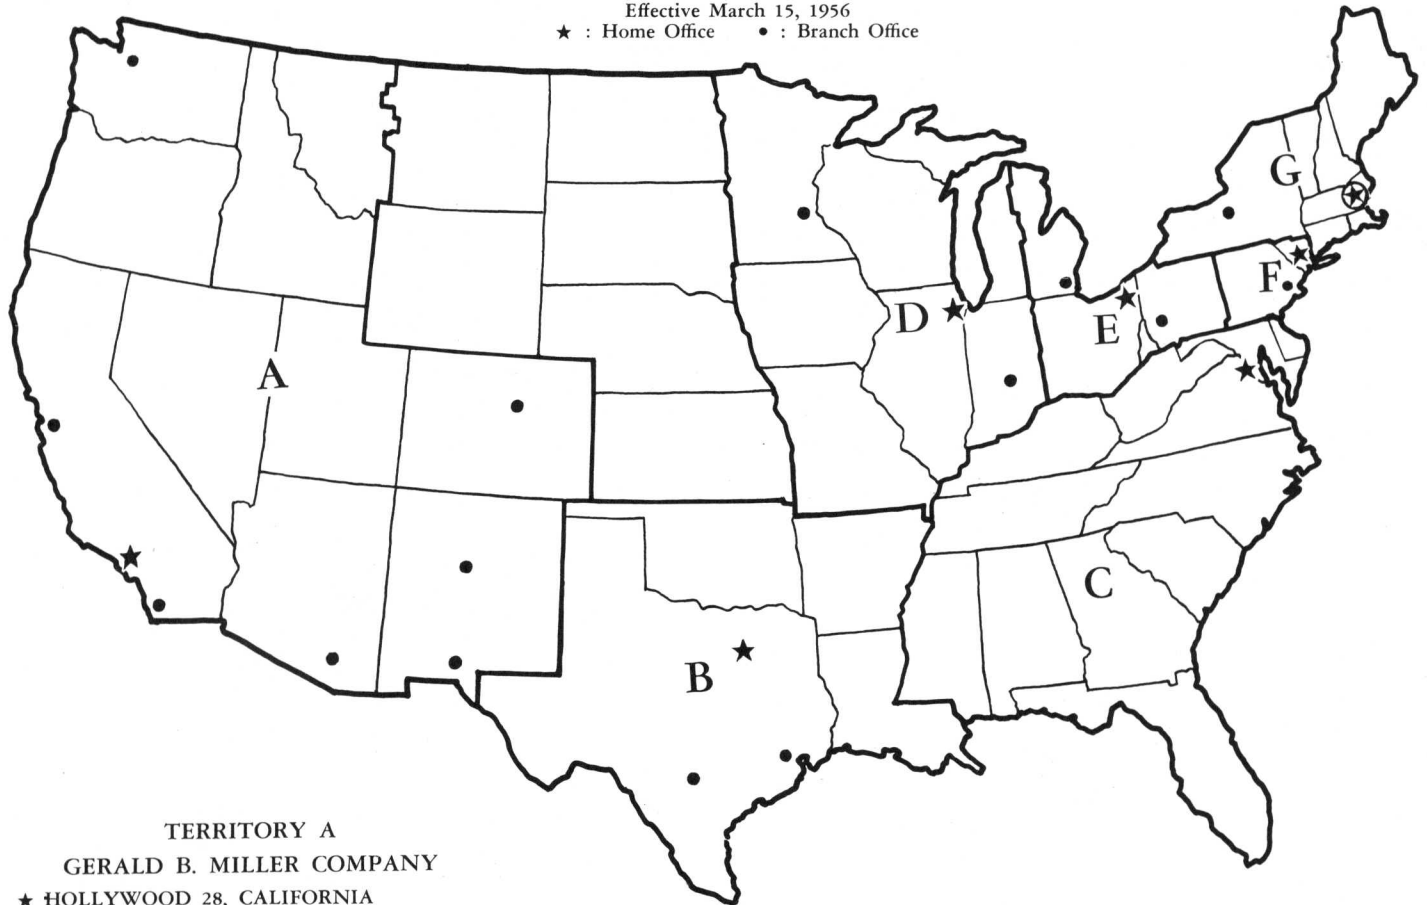 Effective March 15, 1956
★ : Home Office • : Branch Office
G
F
D
E
A
C
B
TERRITORY A
GERALD B. MILLER COMPANY
★ HOLLYWOOD 28, CALIFORNIA